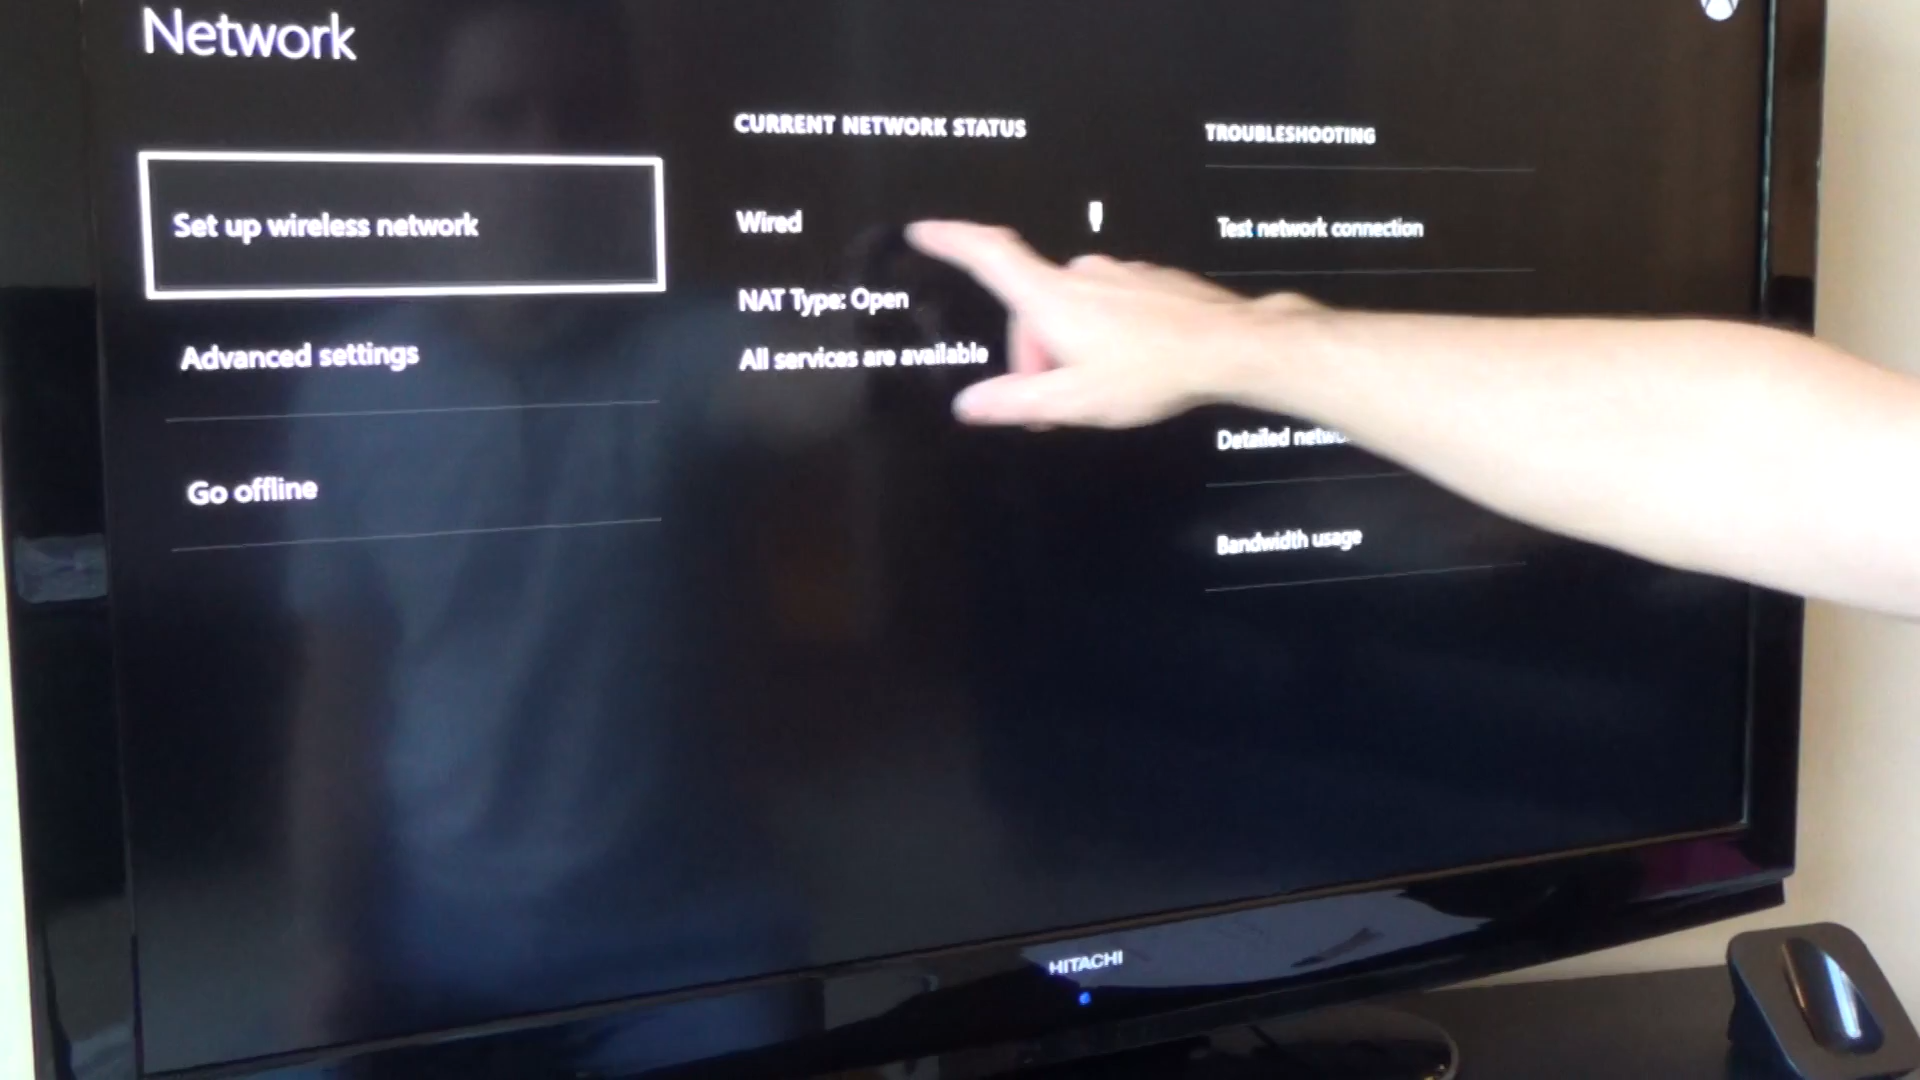 Network
Set up wireless network
Advanced settings
Go offline
CURRENT NETWORK STATUS
Wired
NAT Type: Open
All services are available
TROUBLESHOOTING
Test network connection
Detailed
Bandwidth usage
HITACHI